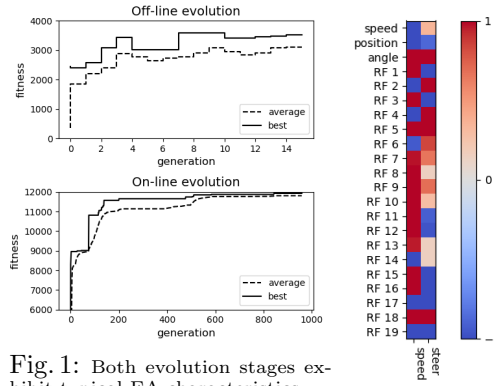 Off-line evolution
4000
3000
2000
1000
0
fitness
average
best
0 2 4 6 8 10 12 14
generation
On-line evolution
12000
11000
10000
9000
8000
7000
6000
fitness
average
best
0 200 400 600 800 1000
generation
speed
position
angle
RF 1
RF 2
RF 3
RF 4
RF 5
RF 6
RF 7
RF 8
RF 9
RF 10
RF 11
RF 12
RF 13
RF 14
RF 15
RF 16
RF 17
RF 18
RF 19
speed
steer
1
0
Fig. 1: Both evolution stages ex-
hibit typical EA characteristics